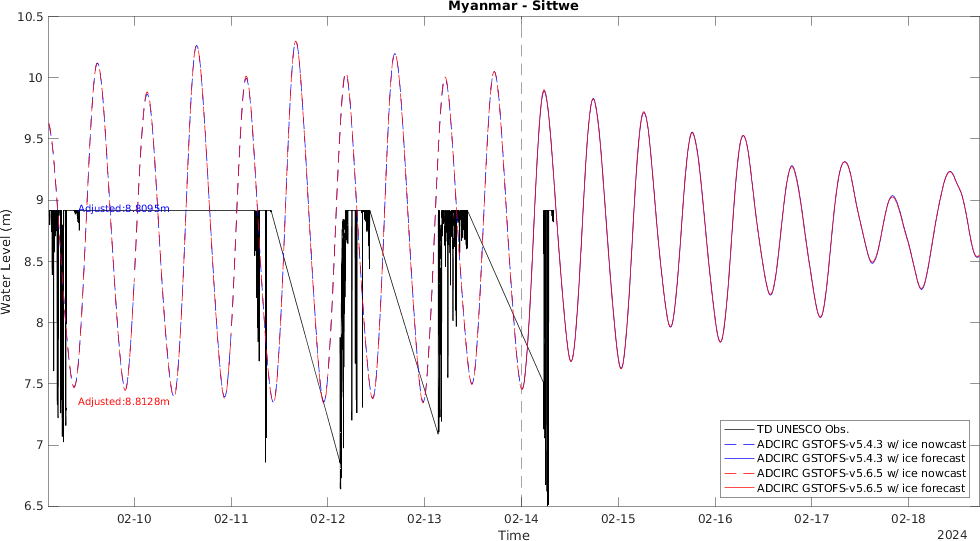 Myanmar - Sittwe
10.5
10
9.5
9
8.5
8
7.5
7
6.5
Water Level (m)
Adjusted:8.8095m
Adjusted:8.8128m
TD UNESCO Obs.
ADCIRC GSTOFS-v5.4.3 w/ ice nowcast
ADCIRC GSTOFS-v5.4.3 w/ ice forecast
ADCIRC GSTOFS-v5.6.5 w/ ice nowcast
ADCIRC GSTOFS-v5.6.5 w/ ice forecast
02-10 02-11 02-12 02-13 02-14 02-15 02-16 02-17 02-18
Time
2024